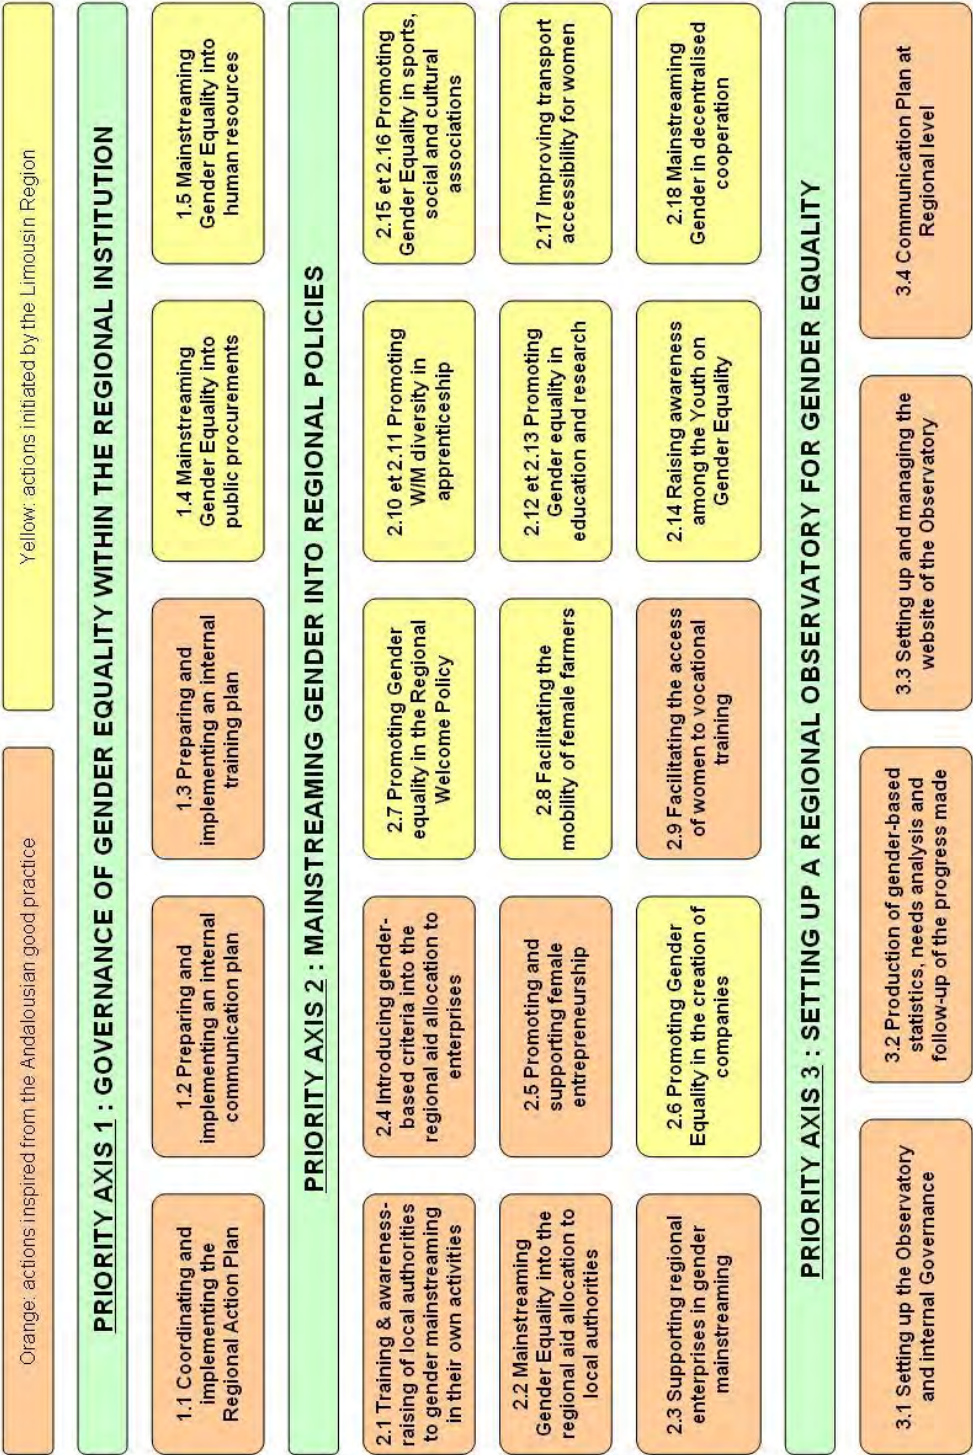 Orange: actions inspired from the Andalousian good practice
Yellow: actions initiated by the Limousin Region
PRIORITY AXIS 1 : GOVERNANCE OF GENDER EQUALITY WITHIN THE REGIONAL INSTITUTION
1.1 Coordinating and
implementing the
Regional Action Plan
1.2 Preparing and
implementing an internal
communication plan
1.3 Preparing and
implementing an internal
training plan
1.4 Mainstreaming
Gender Equality into
public procurements
1.5 Mainstreaming
Gender Equality into
human resources
PRIORITY AXIS 2 : MAINSTREAMING GENDER INTO REGIONAL POLICIES
2.1 Training & awareness-
raising of local authorities
to gender mainstreaming
in their own activities
2.4 Introducing gender-
based criteria into the
regional aid allocation to
enterprises
2.7 Promoting Gender
equality in the Regional
Welcome Policy
2.10 et 2.11 Promoting
W/M diversity in
apprenticeship
2.15 et 2.16 Promoting
Gender Equality in sports,
social and cultural
associations
2.2 Mainstreaming
Gender Equality into the
regional aid allocation to
local authorities
2.5 Promoting and
supporting female
entrepreneurship
2.8 Facilitating the
mobility of female farmers
2.12 et 2.13 Promoting
Gender equality in
education and research
2.17 Improving transport
accessibility for women
2.3 Supporting regional
enterprises in gender
mainstreaming
2.6 Promoting Gender
Equality in the creation of
companies
2.9 Facilitating the access
of women to vocational
training
2.14 Raising awareness
among the Youth on
Gender Equality
2.18 Mainstreaming
Gender in decentralised
cooperation
PRIORITY AXIS 3 : SETTING UP A REGIONAL OBSERVATORY FOR GENDER EQUALITY
3.1 Setting up the Observatory
and internal Governance
3.2 Production of gender-based
statistics, needs analysis and
follow-up of the progress made
3.3 Setting up and managing the
website of the Observatory
3.4 Communication Plan at
Regional level